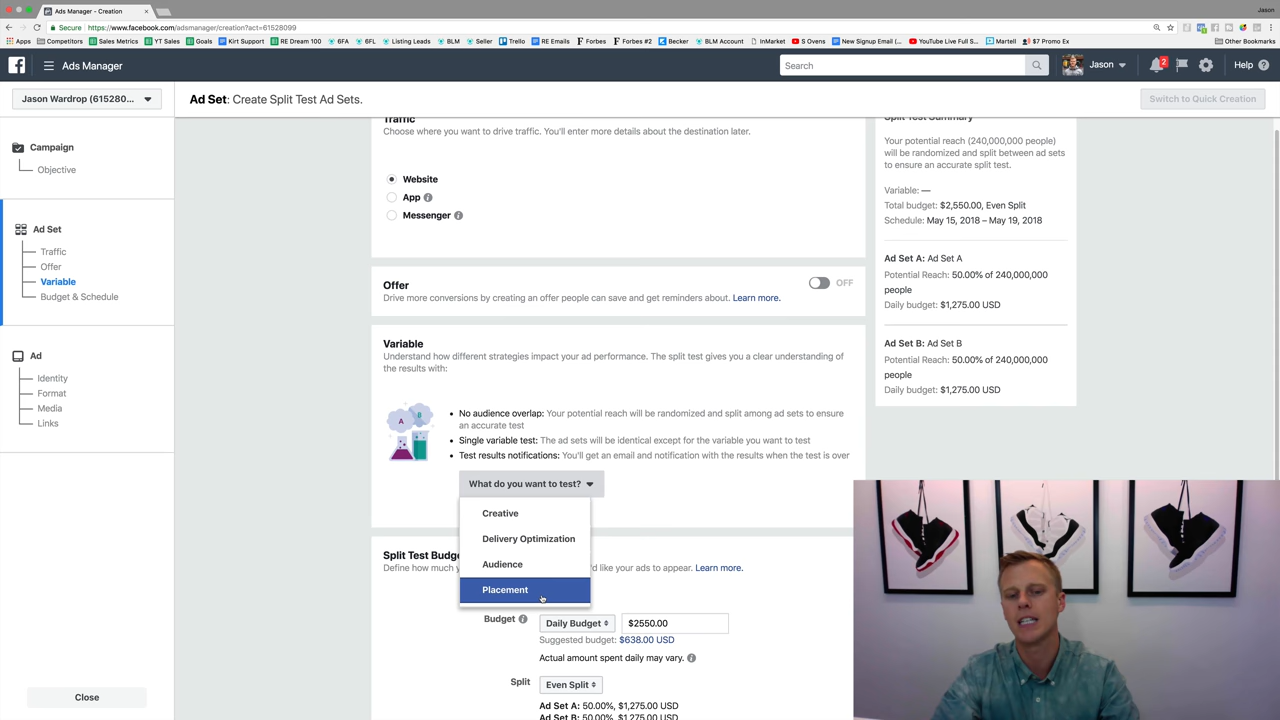 Ads Manager - Creation
Jason
Secure
https://www.facebook.com/adsmanager/creation?act=61528099
Apps
Competitors
Sales Metrics
YT Sales
Goals
Kirt Support
RE Dream 100
6FA
6FL
Listing Leads
BLM
Seller
Trello
RE Emails
Forbes
Forbes #2
Becker
BLM Account
InMarket
S Ovens
New Signup Email (...
YouTube Live Full S...
Martell
$7 Promo Ex
Other Bookmarks
Ads Manager
Search
Jason
2
Help
Jason Wardrop (615280...
Ad Set: Create Split Test Ad Sets.
Switch to Quick Creation
Campaign
Objective
Ad Set
Traffic
Offer
Variable
Budget & Schedule
Ad
Identity
Format
Media
Links
Close
Traffic
Choose where you want to drive traffic. You'll enter more details about the destination later.
Website
App
Messenger
Offer
OFF
Drive more conversions by creating an offer people can save and get reminders about. Learn more.
Variable
Understand how different strategies impact your ad performance. The split test gives you a clear understanding of
the results with:
A
B
No audience overlap: Your potential reach will be randomized and split among ad sets to ensure
an accurate test
Single variable test: The ad sets will be identical except for the variable you want to test
Test results notifications: You'll get an email and notification with the results when the test is over
What do you want to test?
Creative
Delivery Optimization
Audience
Placement
Split Test Budg
Define how much y
'd like your ads to appear. Learn more.
Budget
Daily Budget
$2550.00
Suggested budget: $638.00 USD
Actual amount spent daily may vary.
Split
Even Split
Ad Set A: 50.00%, $1,275.00 USD
Ad Set B: 50.00%, $1,275.00 USD
Split Test Summary
Your potential reach (240,000,000 people)
will be randomized and split between ad sets
to ensure an accurate split test.
Variable: —
Total budget: $2,550.00, Even Split
Schedule: May 15, 2018 – May 19, 2018
Ad Set A: Ad Set A
Potential Reach: 50.00% of 240,000,000
people
Daily budget: $1,275.00 USD
Ad Set B: Ad Set B
Potential Reach: 50.00% of 240,000,000
people
Daily budget: $1,275.00 USD